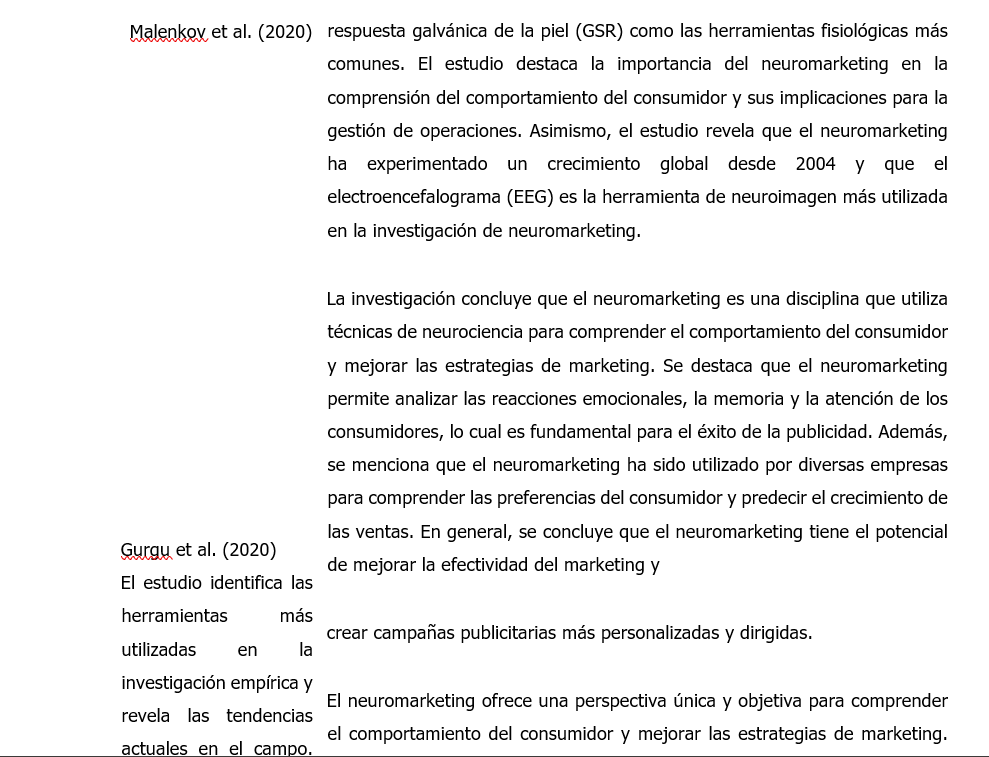 Malenkov et al. (2020)
respuesta galvánica de la piel (GSR) como las herramientas fisiológicas más
comunes. El estudio destaca la importancia del neuromarketing en la
comprensión del comportamiento del consumidor y sus implicaciones para la
gestión de operaciones. Asimismo, el estudio revela que el neuromarketing
ha experimentado un crecimiento global desde 2004 y que el
electroencefalograma (EEG) es la herramienta de neuroimagen más utilizada
en la investigación de neuromarketing.
La investigación concluye que el neuromarketing es una disciplina que utiliza
técnicas de neurociencia para comprender el comportamiento del consumidor
y mejorar las estrategias de marketing. Se destaca que el neuromarketing
permite analizar las reacciones emocionales, la memoria y la atención de los
consumidores, lo cual es fundamental para el éxito de la publicidad. Además,
se menciona que el neuromarketing ha sido utilizado por diversas empresas
para comprender las preferencias del consumidor y predecir el crecimiento de
las ventas. En general, se concluye que el neuromarketing tiene el potencial
de mejorar la efectividad del marketing y
crear campañas publicitarias más personalizadas y dirigidas.
El neuromarketing ofrece una perspectiva única y objetiva para comprender
el comportamiento del consumidor y mejorar las estrategias de marketing.
Gurgu et al. (2020)
El estudio identifica las
herramientas más
utilizadas en la
investigación empírica y
revela las tendencias
actuales en el campo.